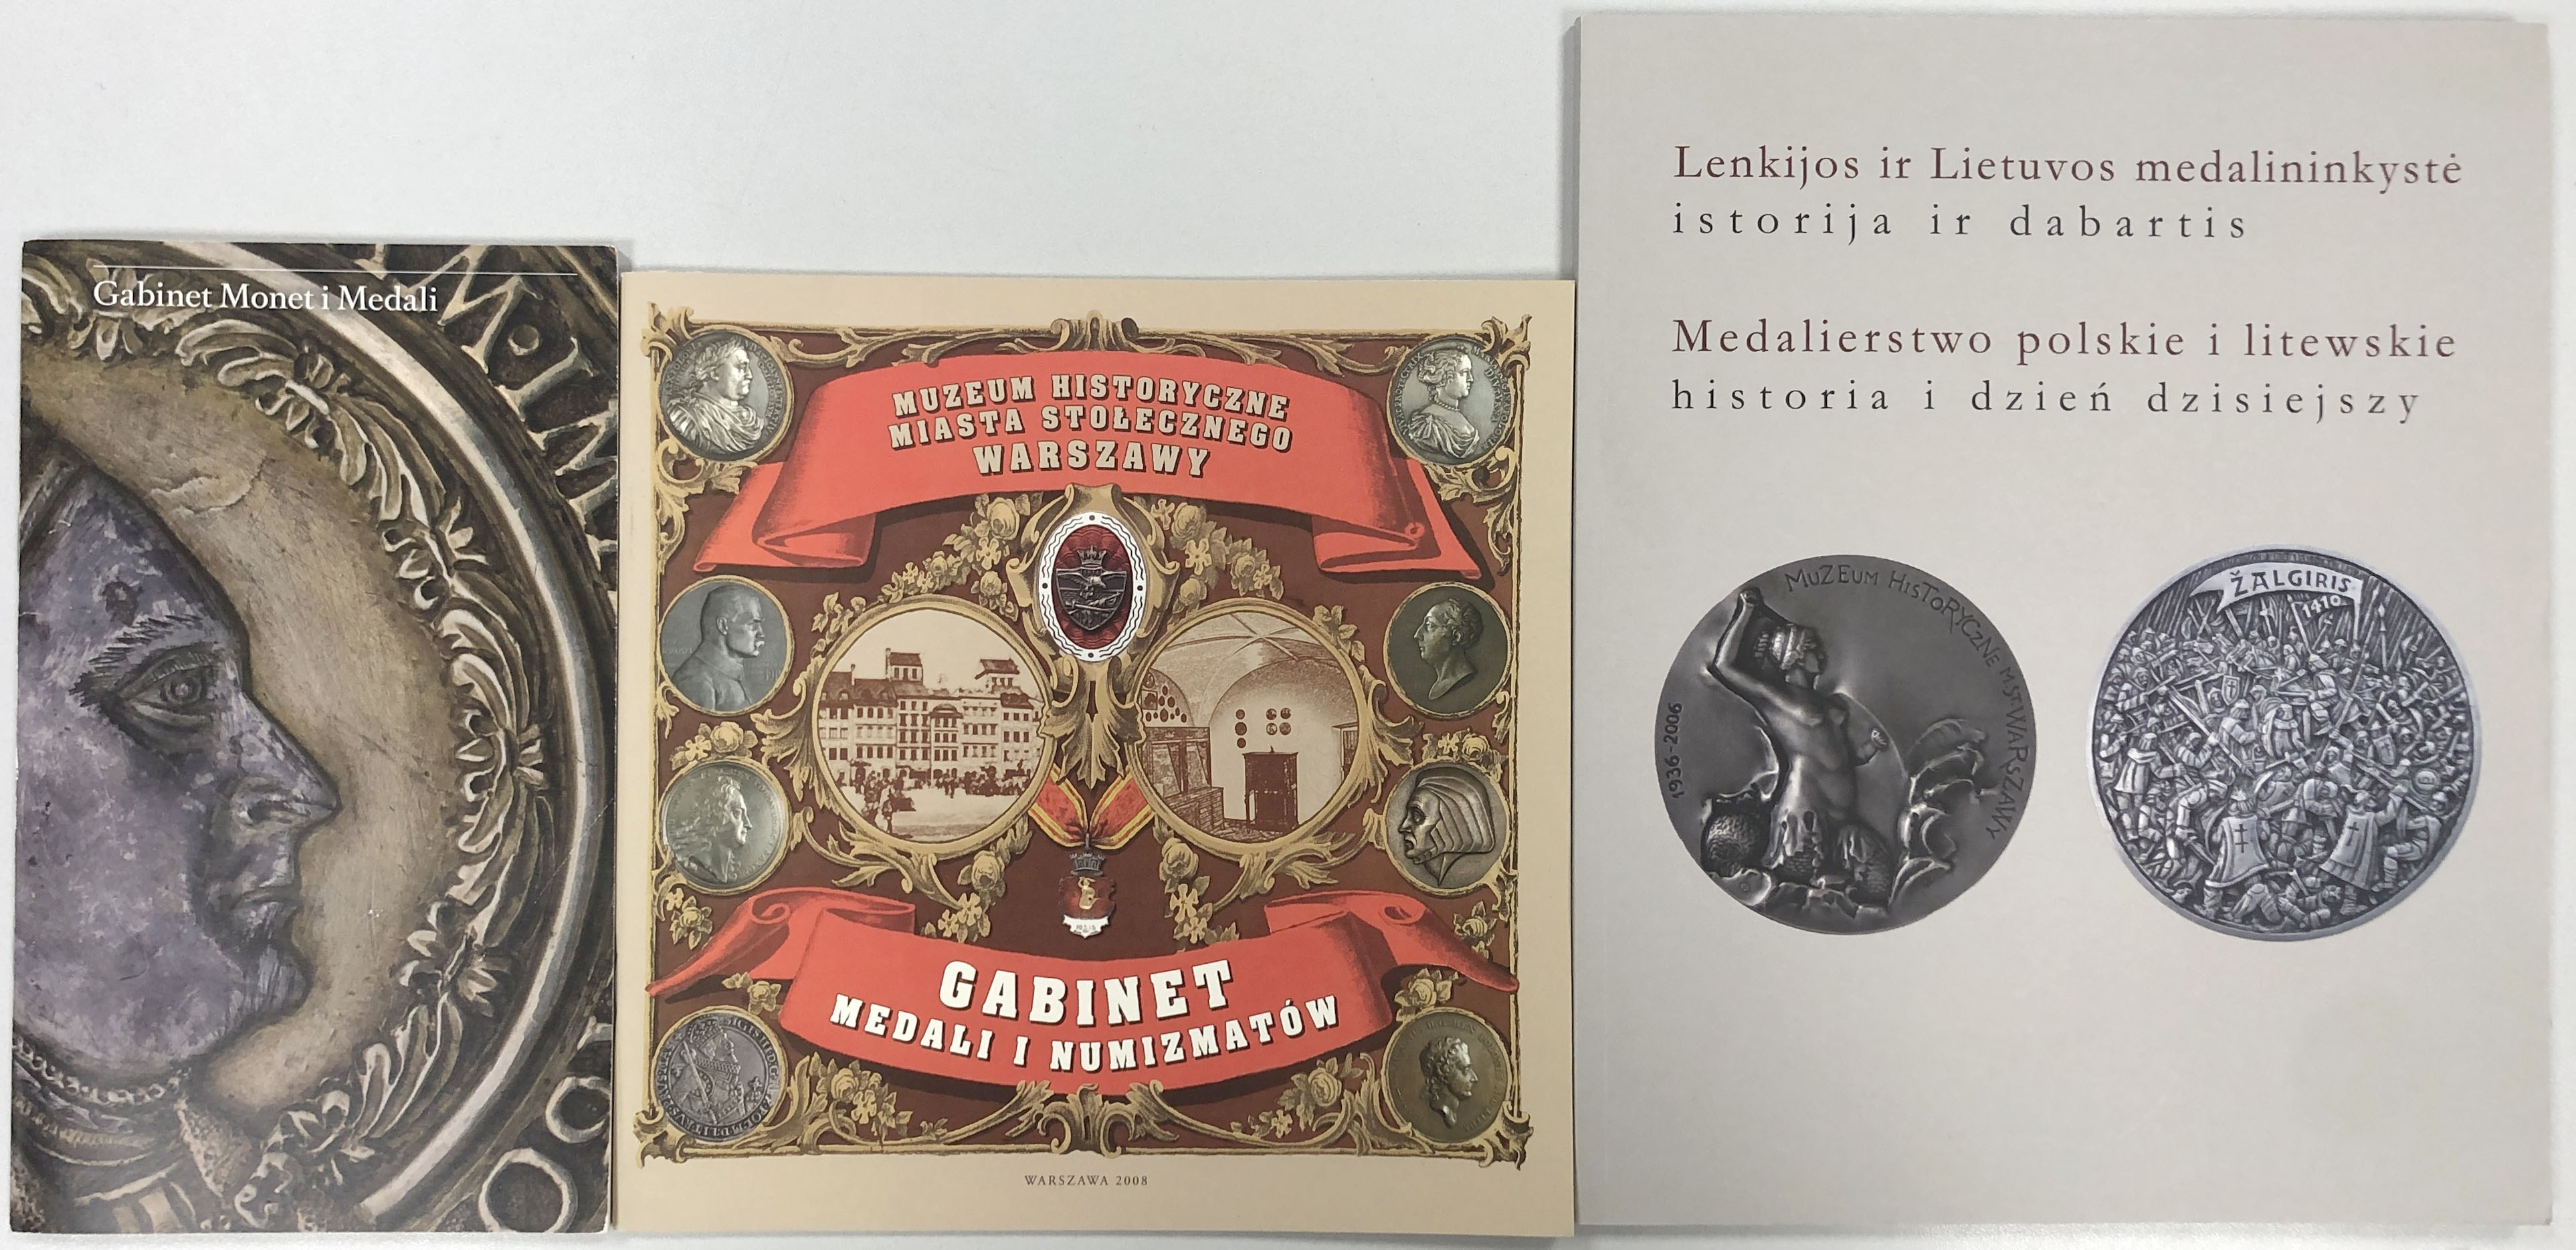 Gabinet Monet i Medali
MUZEUM HISTORYCZNE
MIASTA STOŁECZNEGO
WARSZAWY
GABINET
MEDALI I NUMIZMATÓW
WARSZAWA 2008
Lenkijos ir Lietuvos medalininkystė
istorija ir dabartis
Medalierstwo polskie i litewskie
historia i dzień dzisiejszy
MUZEUM HISTORYCZNE M.ST. WARSZAWY
1936-2006
ŽALGIRIS
1410